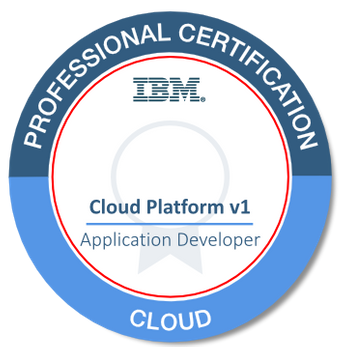 PROFESSIONAL CERTIFICATION
IBM®
Cloud Platform v1
Application Developer
CLOUD